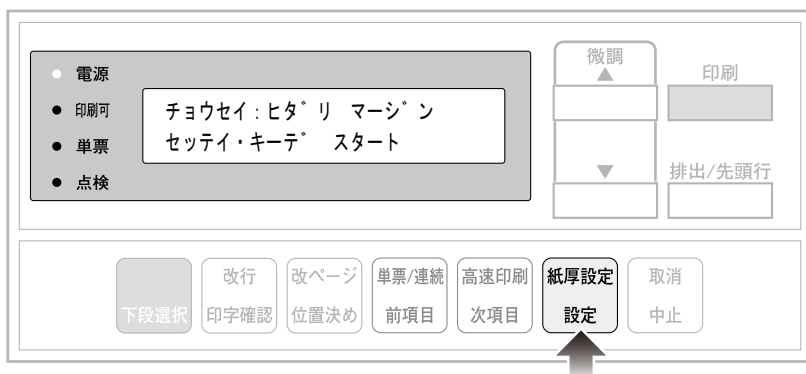 電源
印刷可
単票
点検
チョウセイ：ヒダリ マージン
セッテイ・キーデ スタート
微調
▲
▼
印刷
排出/先頭行
下段選択
改行
印字確認
改ページ
位置決め
単票/連続
前項目
高速印刷
次項目
紙厚設定
設定
取消
中止